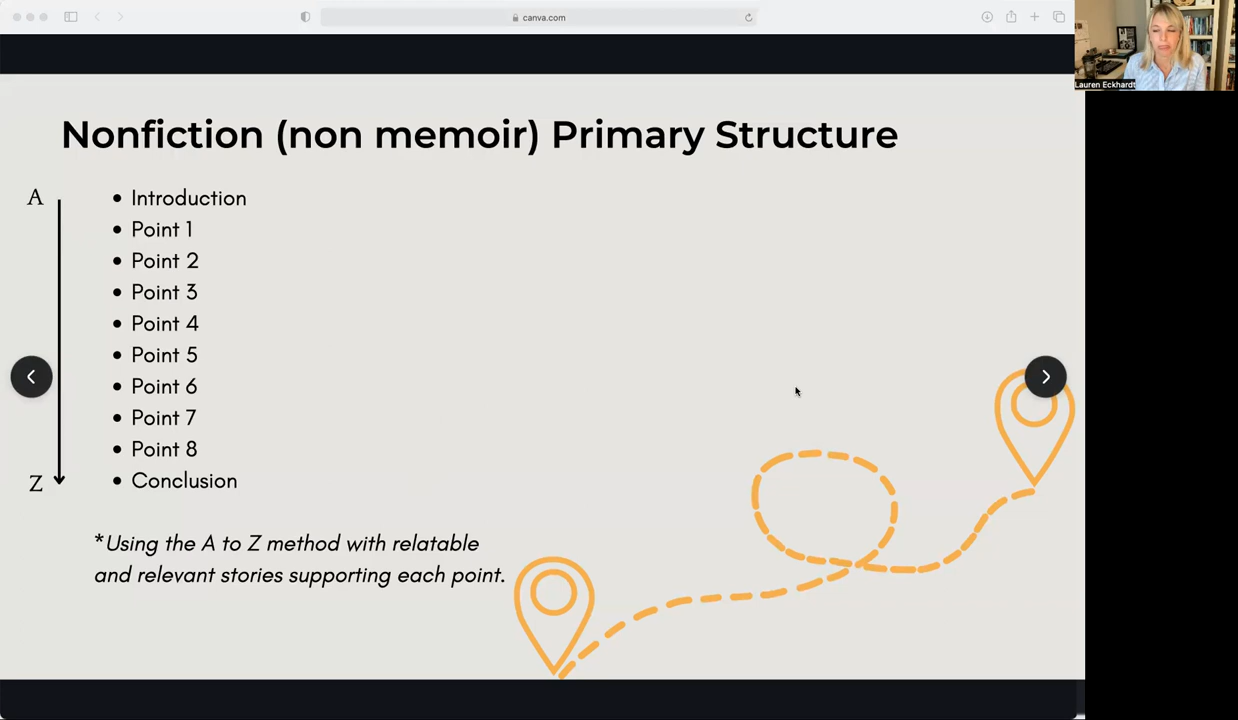 canva.com
Lauren Eckhardt
Nonfiction (non memoir) Primary Structure
A
• Introduction
• Point 1
• Point 2
• Point 3
• Point 4
• Point 5
• Point 6
• Point 7
• Point 8
Z
• Conclusion
*Using the A to Z method with relatable
and relevant stories supporting each point.